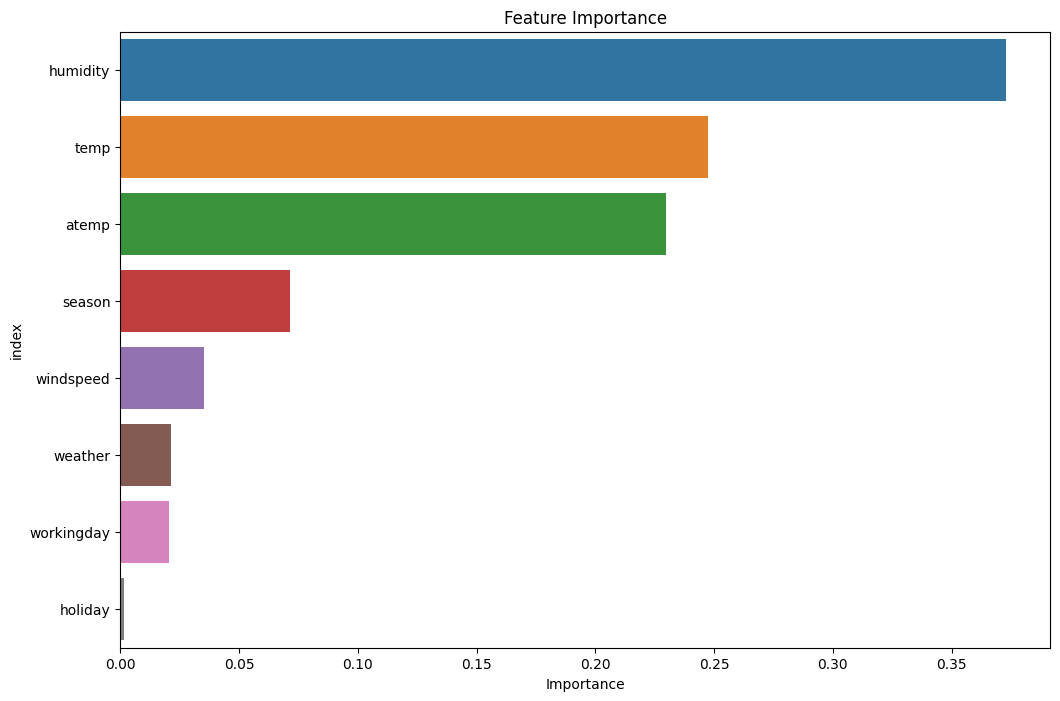 Feature Importance
humidity
temp
atemp
season
windspeed
weather
workingday
holiday
index
0.00 0.05 0.10 0.15 0.20 0.25 0.30 0.35
Importance